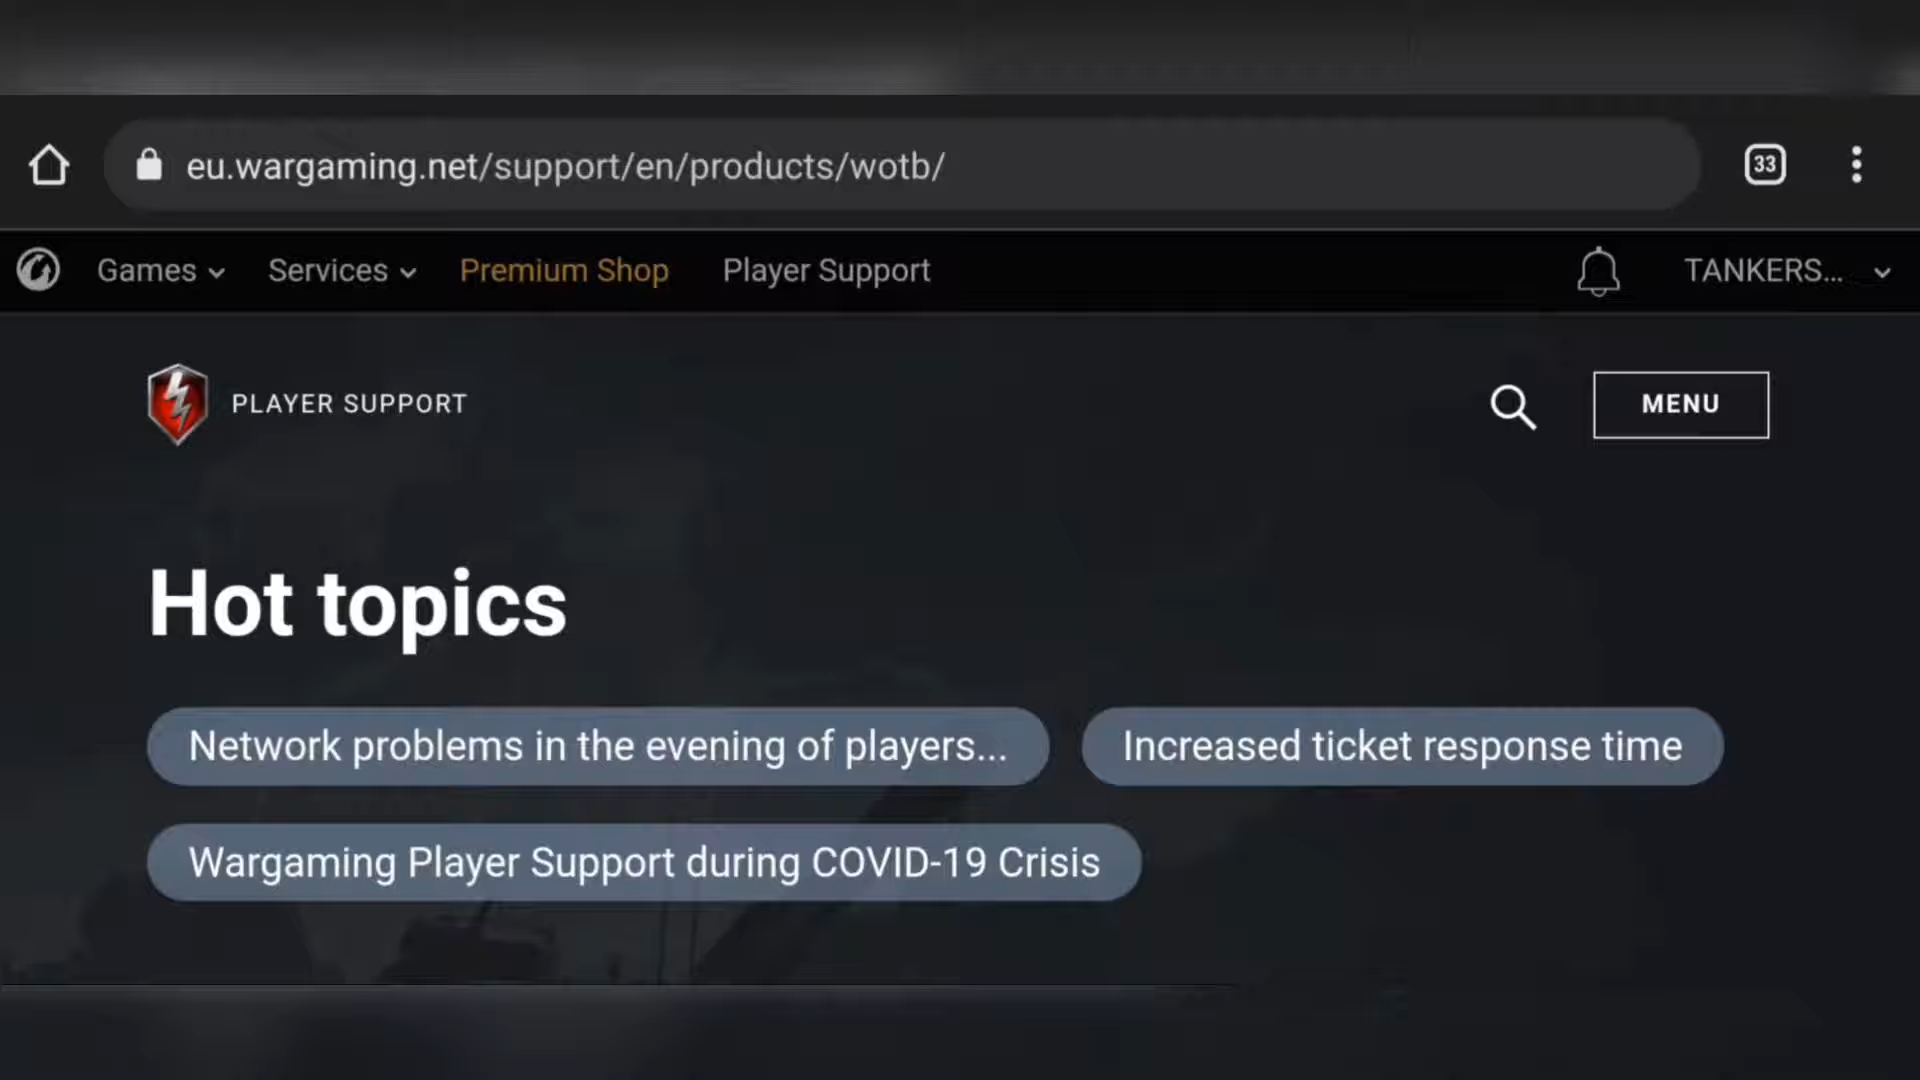 eu.wargaming.net/support/en/products/wotb/
33
Games Services Premium Shop Player Support TANKERS...
PLAYER SUPPORT
MENU
Hot topics
Network problems in the evening of players...
Increased ticket response time
Wargaming Player Support during COVID-19 Crisis